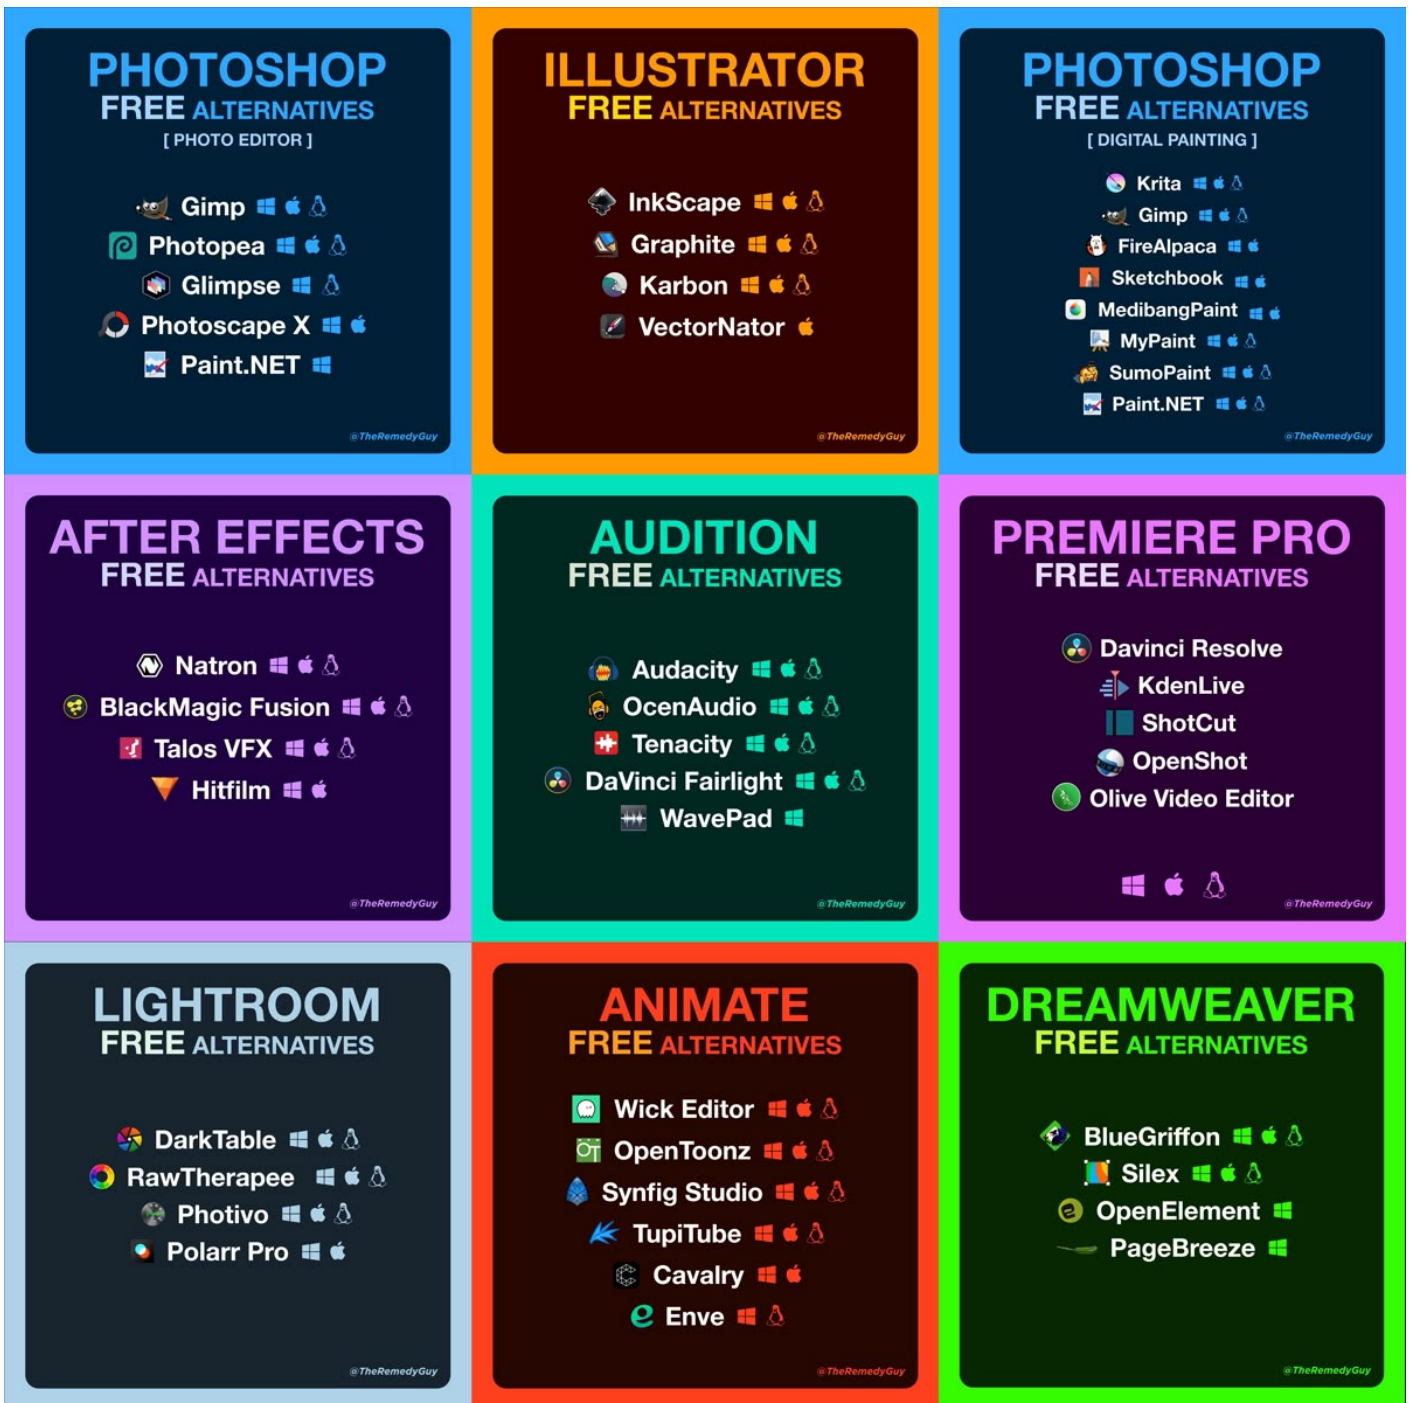 PHOTOSHOP
FREE ALTERNATIVES
[ PHOTO EDITOR ]
Gimp
Photopea
Glimpse
Photoscape X
Paint.NET
@TheRemedyGuy
ILLUSTRATOR
FREE ALTERNATIVES
InkScape
Graphite
Karbon
VectorNator
@TheRemedyGuy
PHOTOSHOP
FREE ALTERNATIVES
[ DIGITAL PAINTING ]
Krita
Gimp
FireAlpaca
Sketchbook
MedibangPaint
MyPaint
SumoPaint
Paint.NET
@TheRemedyGuy
AFTER EFFECTS
FREE ALTERNATIVES
Natron
BlackMagic Fusion
Talos VFX
Hitfilm
@TheRemedyGuy
AUDITION
FREE ALTERNATIVES
Audacity
OcenAudio
Tenacity
DaVinci Fairlight
WavePad
@TheRemedyGuy
PREMIERE PRO
FREE ALTERNATIVES
Davinci Resolve
KdenLive
ShotCut
OpenShot
Olive Video Editor
@TheRemedyGuy
LIGHTROOM
FREE ALTERNATIVES
DarkTable
RawTherapee
Photivo
Polarr Pro
@TheRemedyGuy
ANIMATE
FREE ALTERNATIVES
Wick Editor
OT OpenToonz
Synfig Studio
TupiTube
Cavalry
Enve
@TheRemedyGuy
DREAMWEAVER
FREE ALTERNATIVES
BlueGriffon
Silex
OpenElement
PageBreeze
@TheRemedyGuy